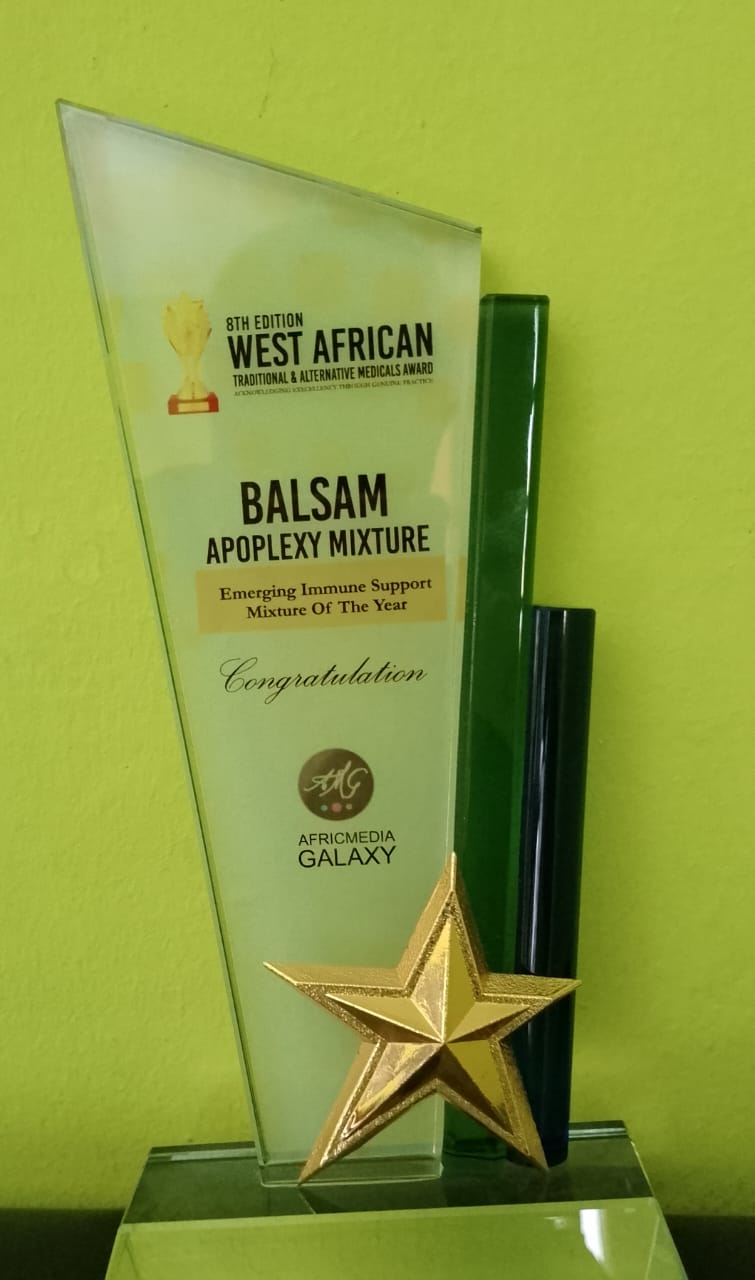 8TH EDITION
WEST AFRICAN
TRADITIONAL & ALTERNATIVE MEDICALS AWARD
ACKNOWLEDGING EXCELLENCY THROUGH GENUINE PRACTICE
BALSAM
APOPLEXY MIXTURE
Emerging Immune Support
Mixture Of The Year
Congratulation
AMG
AFRICMEDIA
GALAXY